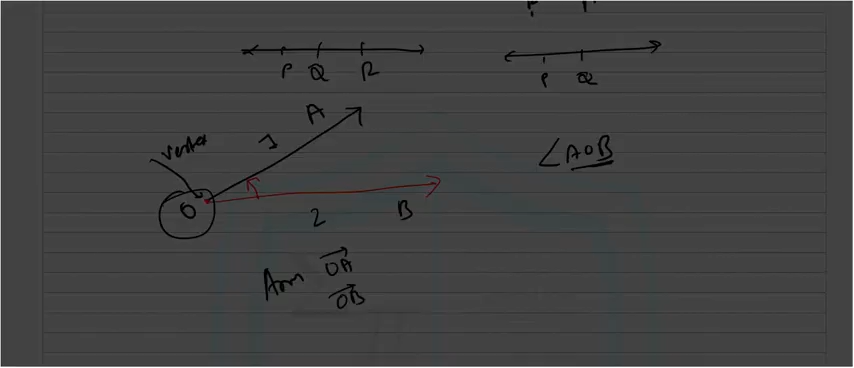 P Q R
P Q
A
1
vertex
∠AOB
O
2 B
Arm OA
OB